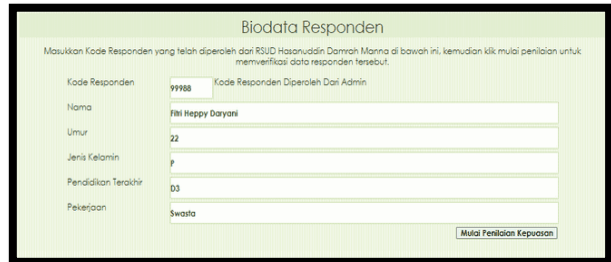 Biodata Responden
Masukkan Kode Responden yang telah diperoleh dari RSUD Hasanuddin Damrah Manna di bawah ini, kemudian klik mulai penilaian untuk
memverifikasi data responden tersebut.
Kode Responden 99988 Kode Responden Diperoleh Dari Admin
Nama Fitri Heppy Daryani
Umur 22
Jenis Kelamin P
Pendidikan Terakhir D3
Pekerjaan Swasta
Mulai Penilaian Kepuasan